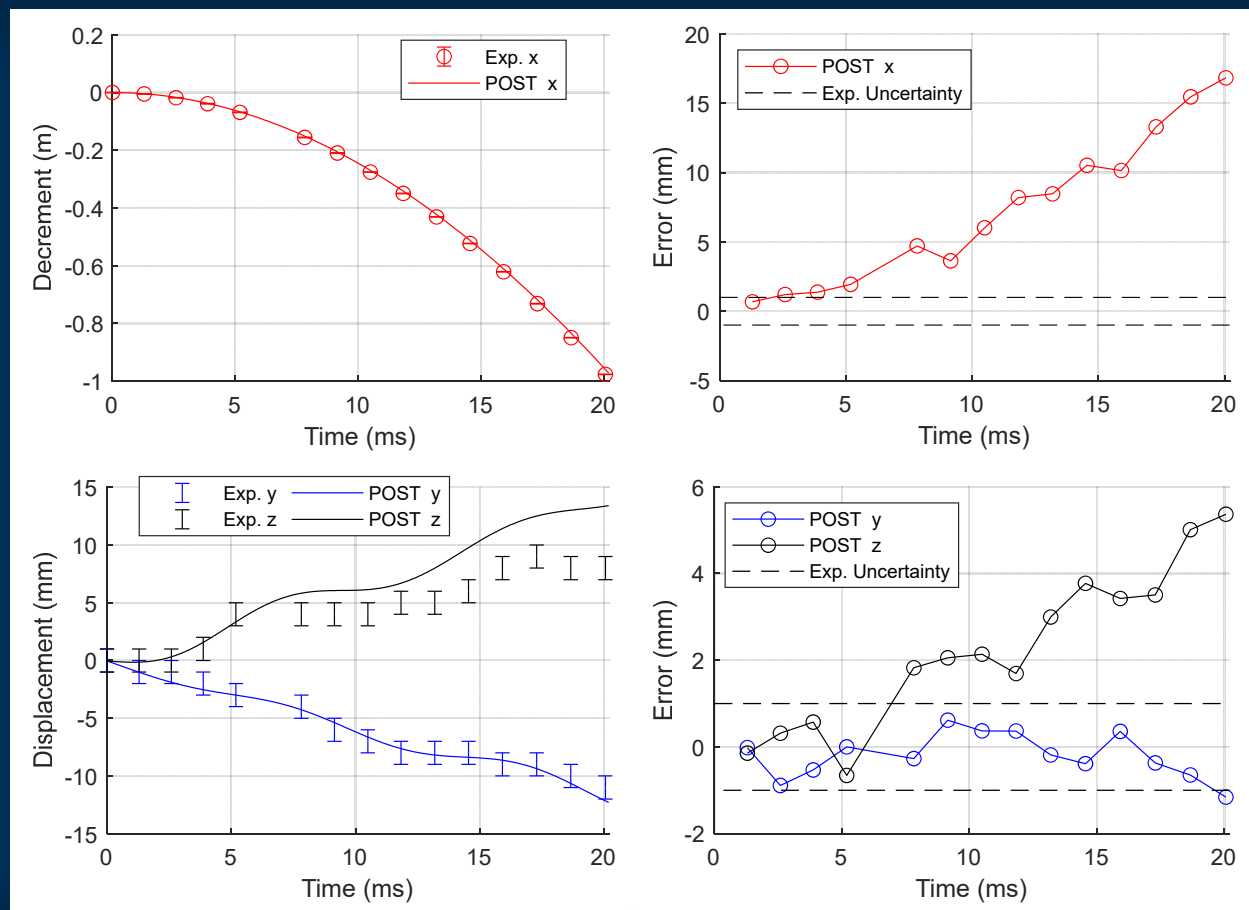 0.2
0
-0.2
-0.4
-0.6
-0.8
-1
Decrement (m)
0 5 10 15 20
Time (ms)
Exp. x
POST x
20
15
10
5
0
-5
Error (mm)
0 5 10 15 20
Time (ms)
POST x
Exp. Uncertainty
15
10
5
0
-5
-10
-15
Displacement (mm)
0 5 10 15 20
Time (ms)
Exp. y POST y
Exp. z POST z
6
4
2
0
-2
Error (mm)
0 5 10 15 20
Time (ms)
POST y
POST z
Exp. Uncertainty